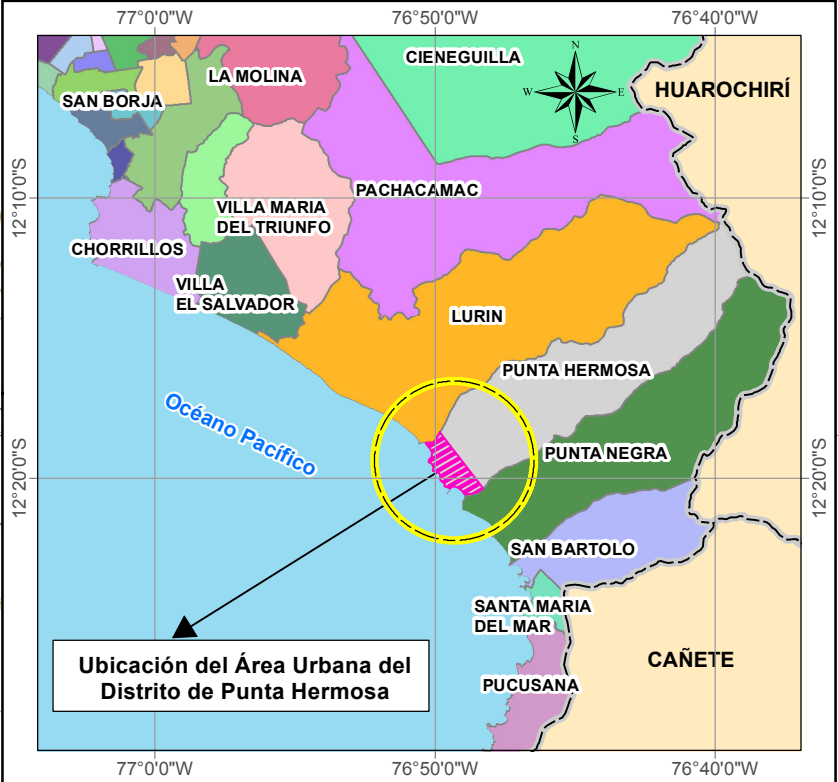 77°0'0"W
76°50'0"W
76°40'0"W
CIENEGUILLA
LA MOLINA
HUAROCHIRÍ
SAN BORJA
N
W
E
S
12°10'0"S
12°10'0"S
PACHACAMAC
VILLA MARIA
DEL TRIUNFO
CHORRILLOS
VILLA
EL SALVADOR
LURIN
PUNTA HERMOSA
Océano Pacífico
PUNTA NEGRA
12°20'0"S
12°20'0"S
SAN BARTOLO
SANTA MARIA
DEL MAR
CAÑETE
Ubicación del Área Urbana del
Distrito de Punta Hermosa
PUCUSANA
77°0'0"W
76°50'0"W
76°40'0"W